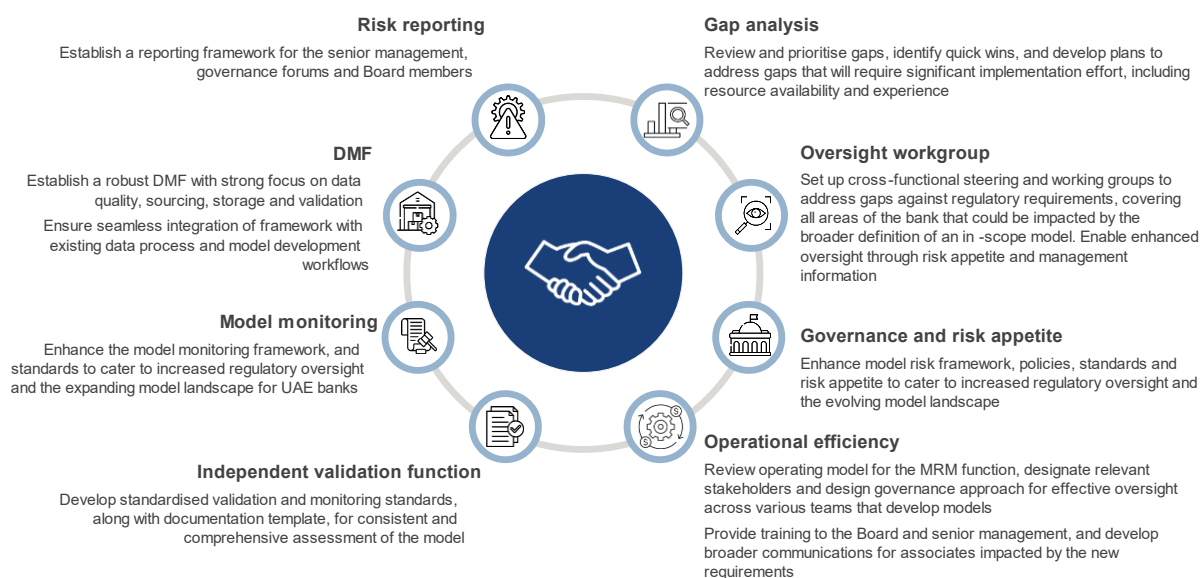 Risk reporting
Establish a reporting framework for the senior management,
governance forums and Board members
Gap analysis
Review and prioritise gaps, identify quick wins, and develop plans to
address gaps that will require significant implementation effort, including
resource availability and experience
DMF
Establish a robust DMF with strong focus on data
quality, sourcing, storage and validation
Ensure seamless integration of framework with
existing data process and model development
workflows
Oversight workgroup
Set up cross-functional steering and working groups to
address gaps against regulatory requirements, covering
all areas of the bank that could be impacted by the
broader definition of an in -scope model. Enable enhanced
oversight through risk appetite and management
information
Model monitoring
Enhance the model monitoring framework, and
standards to cater to increased regulatory oversight
and the expanding model landscape for UAE banks
Governance and risk appetite
Enhance model risk framework, policies, standards and
risk appetite to cater to increased regulatory oversight and
the evolving model landscape
Independent validation function
Develop standardised validation and monitoring standards,
along with documentation template, for consistent and
comprehensive assessment of the model
Operational efficiency
Review operating model for the MRM function, designate relevant
stakeholders and design governance approach for effective oversight
across various teams that develop models
Provide training to the Board and senior management, and develop
broader communications for associates impacted by the new
requirements